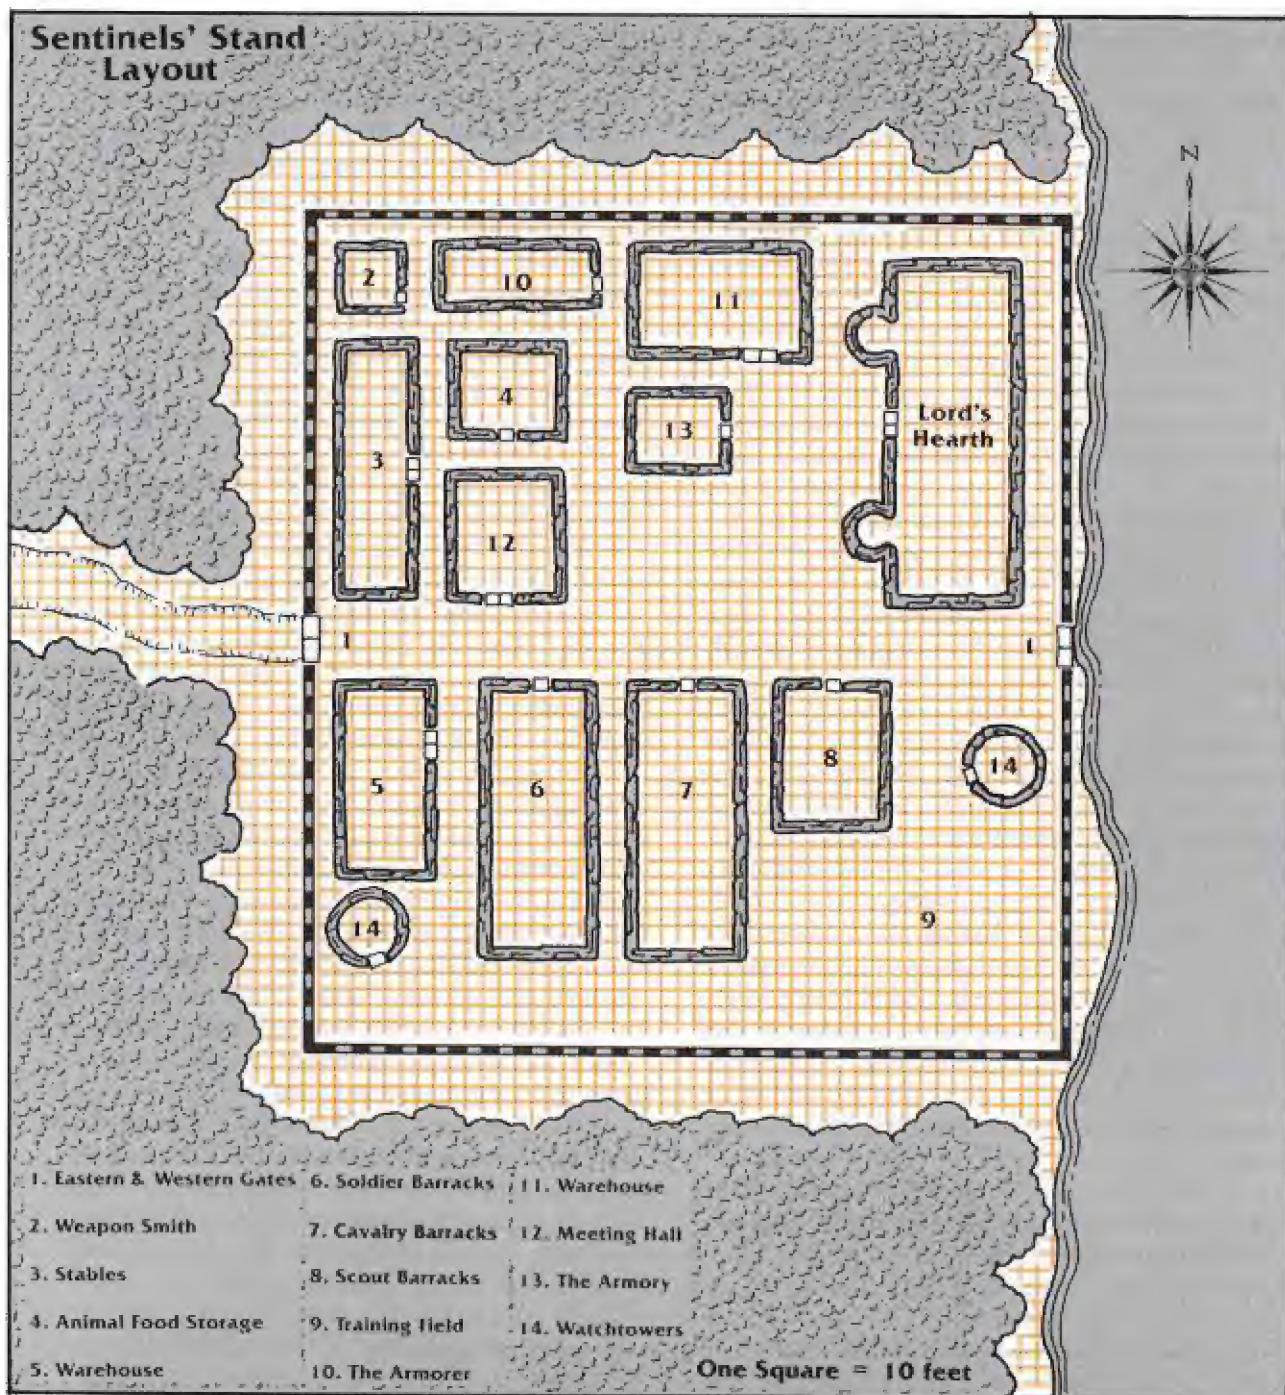 Sentinels' Stand
Layout
N
2
10
11
4
Lord's
Hearth
13
3
12
1
1
5
6
7
8
14
14
9
1. Eastern & Western Gates
2. Weapon Smith
3. Stables
4. Animal Food Storage
5. Warehouse
6. Soldier Barracks
7. Cavalry Barracks
8. Scout Barracks
9. Training Field
10. The Armorer
11. Warehouse
12. Meeting Hall
13. The Armory
14. Watchtowers
One Square = 10 feet